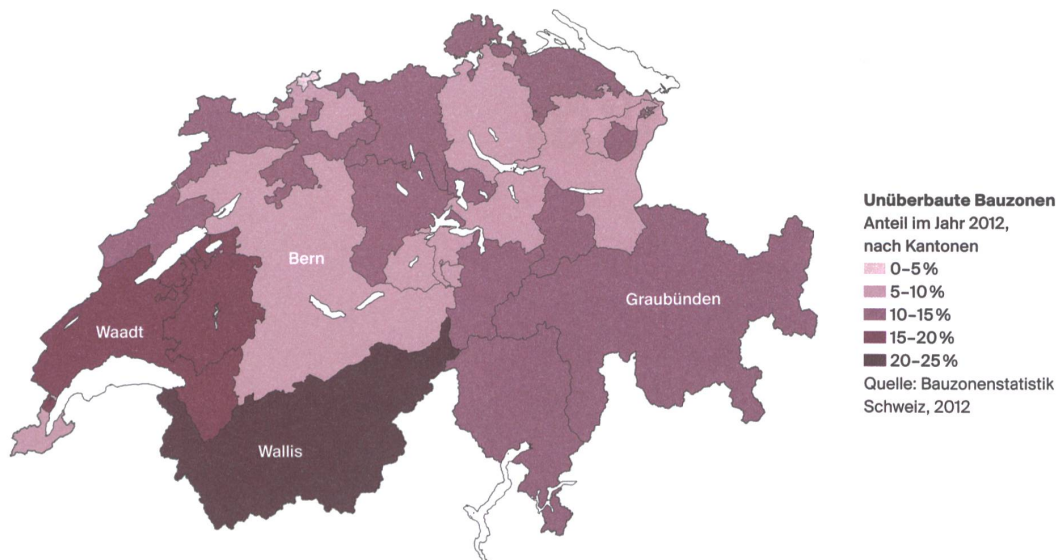 Bern
Graubünden
Waadt
Wallis
Unüberbaute Bauzonen
Anteil im Jahr 2012,
nach Kantonen
0–5%
5–10%
10–15%
15–20%
20–25%
Quelle: Bauzonenstatistik
Schweiz, 2012